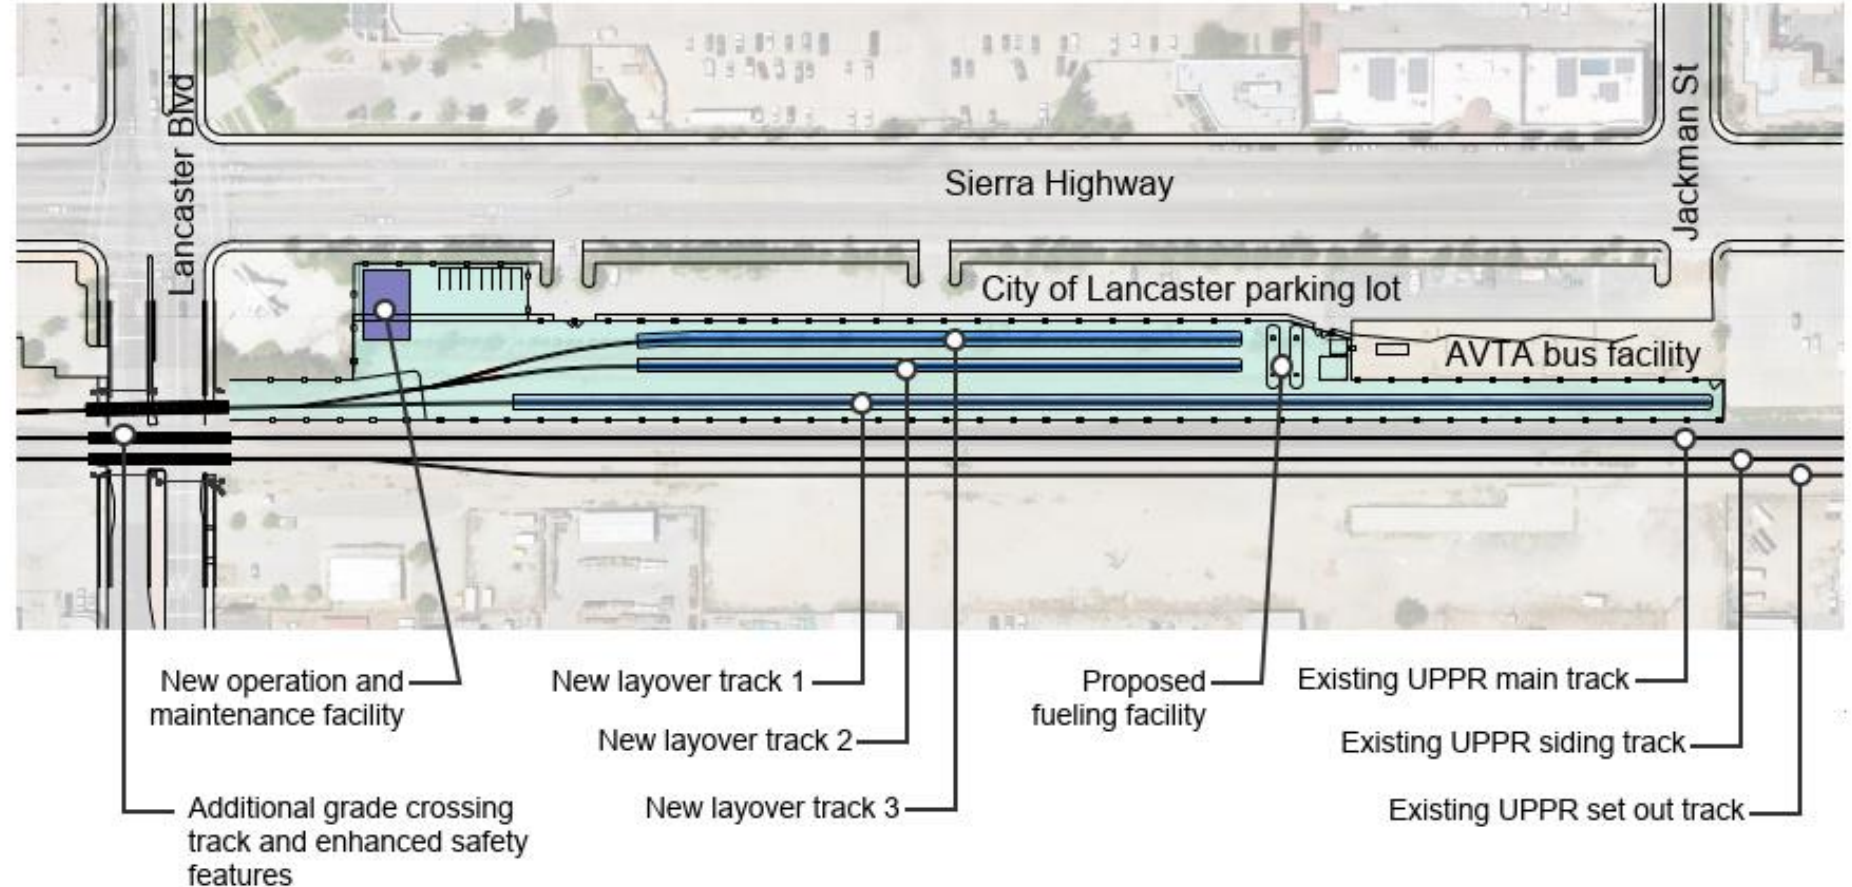 Lancaster Blvd
Jackman St
Sierra Highway
City of Lancaster parking lot
AVTA bus facility
New operation and
maintenance facility
New layover track 1
Proposed
fueling facility
Existing UPPR main track
New layover track 2
Existing UPPR siding track
Additional grade crossing
track and enhanced safety
features
New layover track 3
Existing UPPR set out track